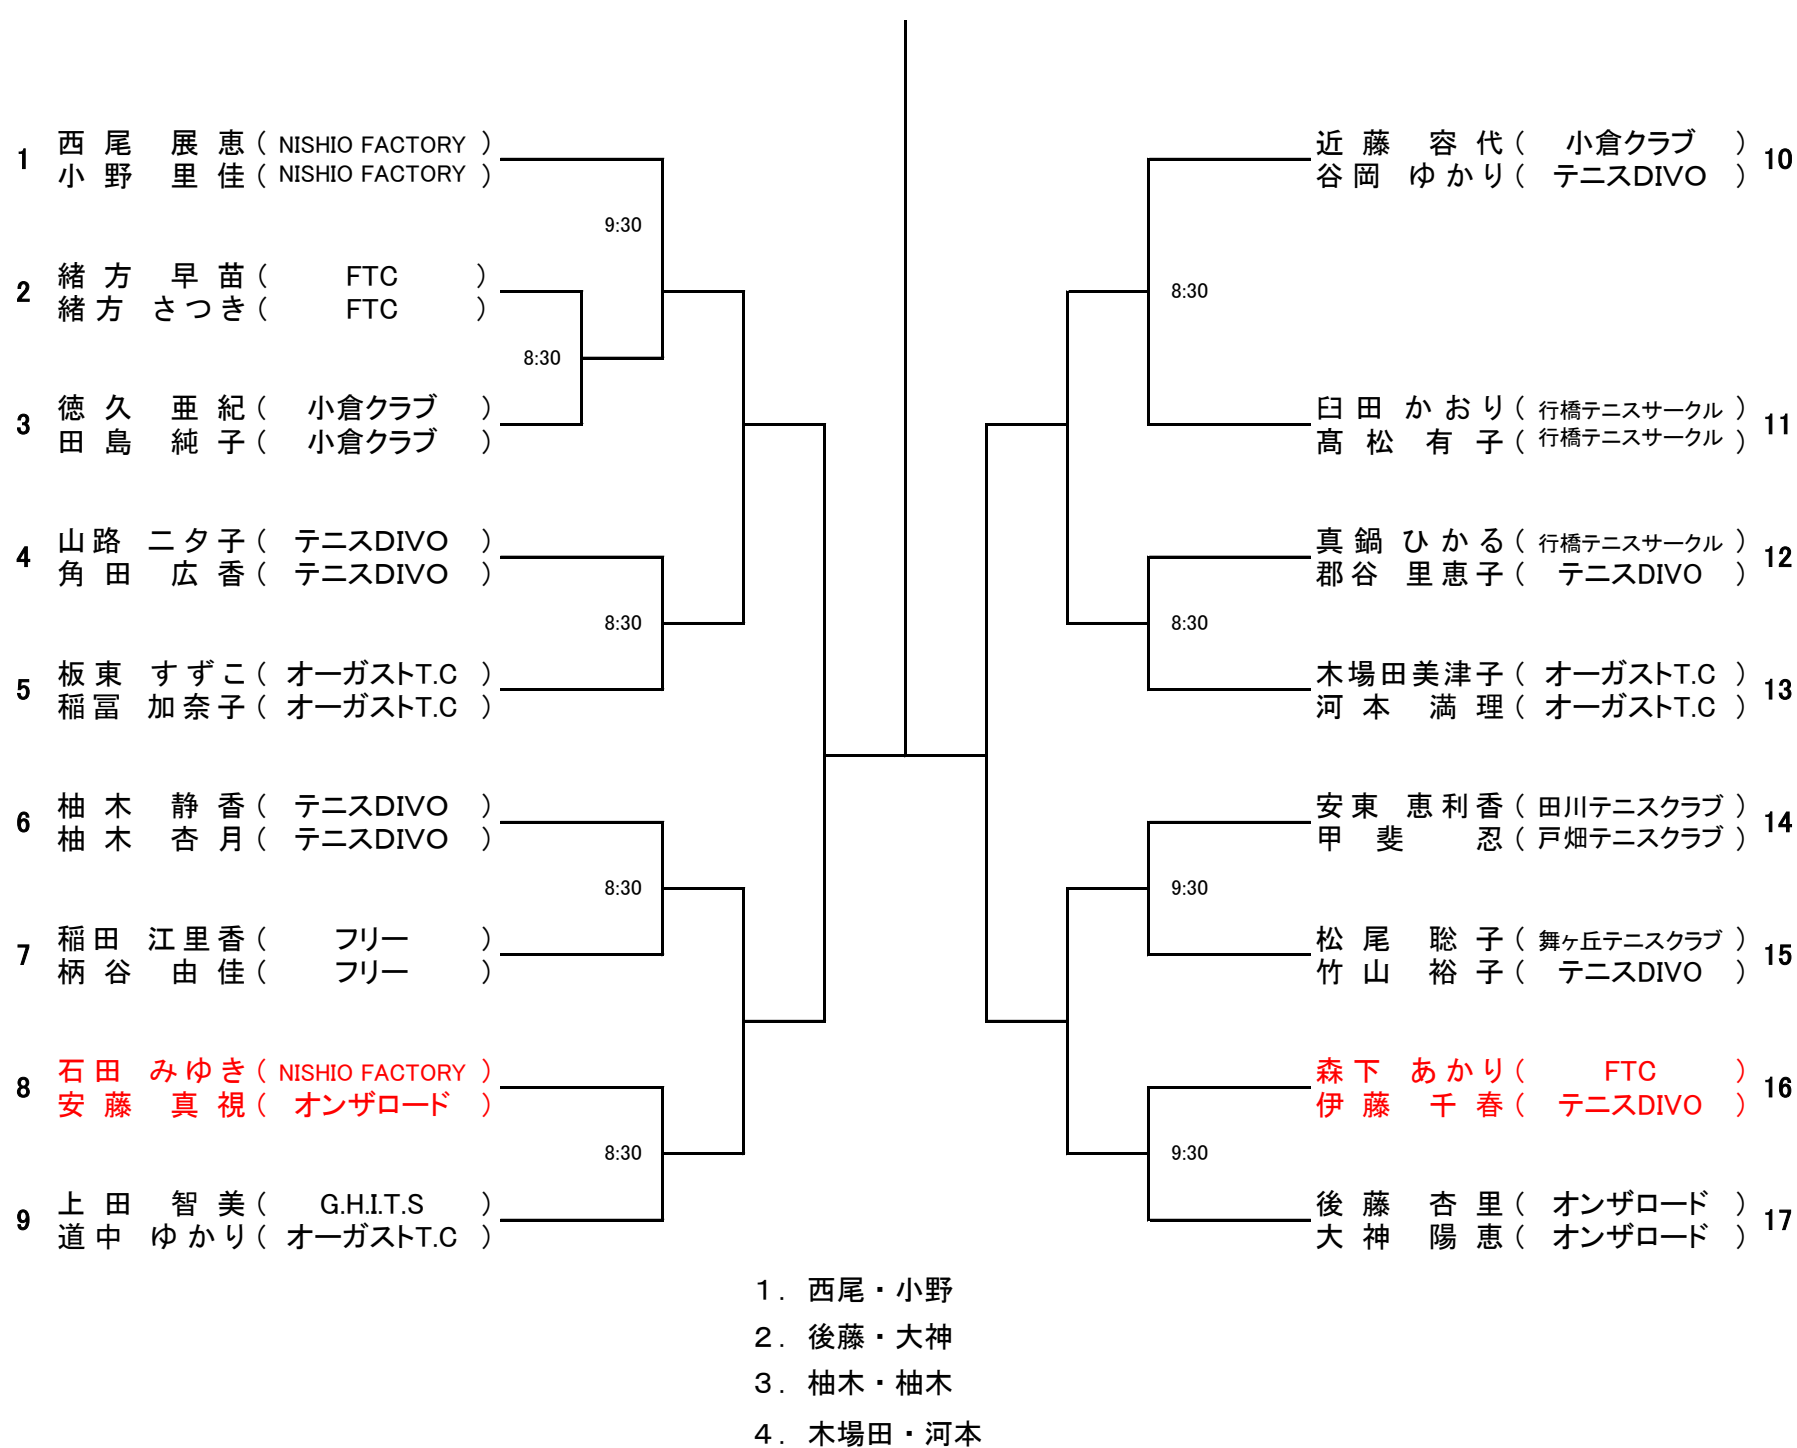 1 西尾 展恵 ( NISHIO FACTORY )
小野 里佳 ( NISHIO FACTORY )
9:30
2 緒方 早苗 ( FTC )
緒方 さつき ( FTC )
8:30
3 徳久 亜紀 ( 小倉クラブ )
田島 純子 ( 小倉クラブ )
4 山路 ニ夕子 ( テニスDIVO )
角田 広香 ( テニスDIVO )
8:30
5 板東 すずこ ( オーガストT.C )
稲冨 加奈子 ( オーガストT.C )
6 柚木 静香 ( テニスDIVO )
柚木 杏月 ( テニスDIVO )
8:30
7 稲田 江里香 ( フリー )
柄谷 由佳 ( フリー )
8 石田 みゆき ( NISHIO FACTORY )
安藤 真視 ( オンザロード )
8:30
9 上田 智美 ( G.H.I.T.S )
道中 ゆかり ( オーガストT.C )
近藤 容代 ( 小倉クラブ ) 10
谷岡 ゆかり ( テニスDIVO )
8:30
臼田 かおり ( 行橋テニスサークル ) 11
髙松 有子 ( 行橋テニスサークル )
真鍋 ひかる ( 行橋テニスサークル ) 12
郡谷 里恵子 ( テニスDIVO )
8:30
木場田 美津子 ( オーガストT.C ) 13
河本 満理 ( オーガストT.C )
安東 恵利香 ( 田川テニスクラブ ) 14
甲斐 忍 ( 戸畑テニスクラブ )
9:30
松尾 聡子 ( 舞ヶ丘テニスクラブ ) 15
竹山 裕子 ( テニスDIVO )
森下 あかり ( FTC ) 16
伊藤 千春 ( テニスDIVO )
9:30
後藤 杏里 ( オンザロード ) 17
大神 陽恵 ( オンザロード )
1. 西尾・小野
2. 後藤・大神
3. 柚木・柚木
4. 木場田・河本